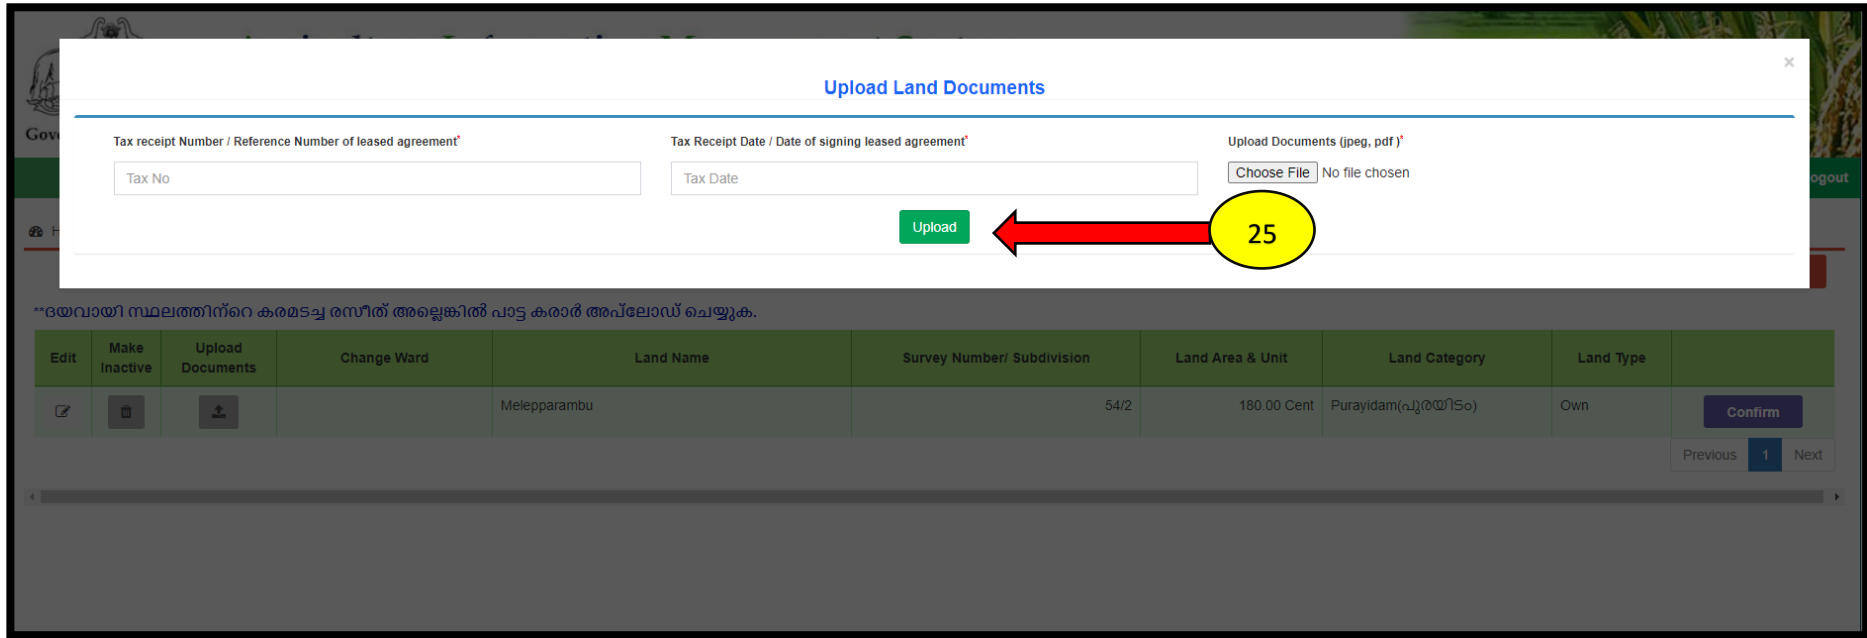 ×
Upload Land Documents
Gove
Tax receipt Number / Reference Number of leased agreement*
Tax Receipt Date / Date of signing leased agreement*
Upload Documents (jpeg, pdf )*
Tax No
Tax Date
Choose File No file chosen
ogout
Upload
25
H
**ദയവായി സ്ഥലത്തിന്റെ കരമടച്ച രസീത് അല്ലെങ്കിൽ പാട്ട കരാർ അപ്‌ലോഡ് ചെയ്യുക.
Edit Make Inactive Upload Documents Change Ward Land Name Survey Number/ Subdivision Land Area & Unit Land Category Land Type
Melepparambu 54/2 180.00 Cent Purayidam(പുരയിടം) Own Confirm
Previous 1 Next